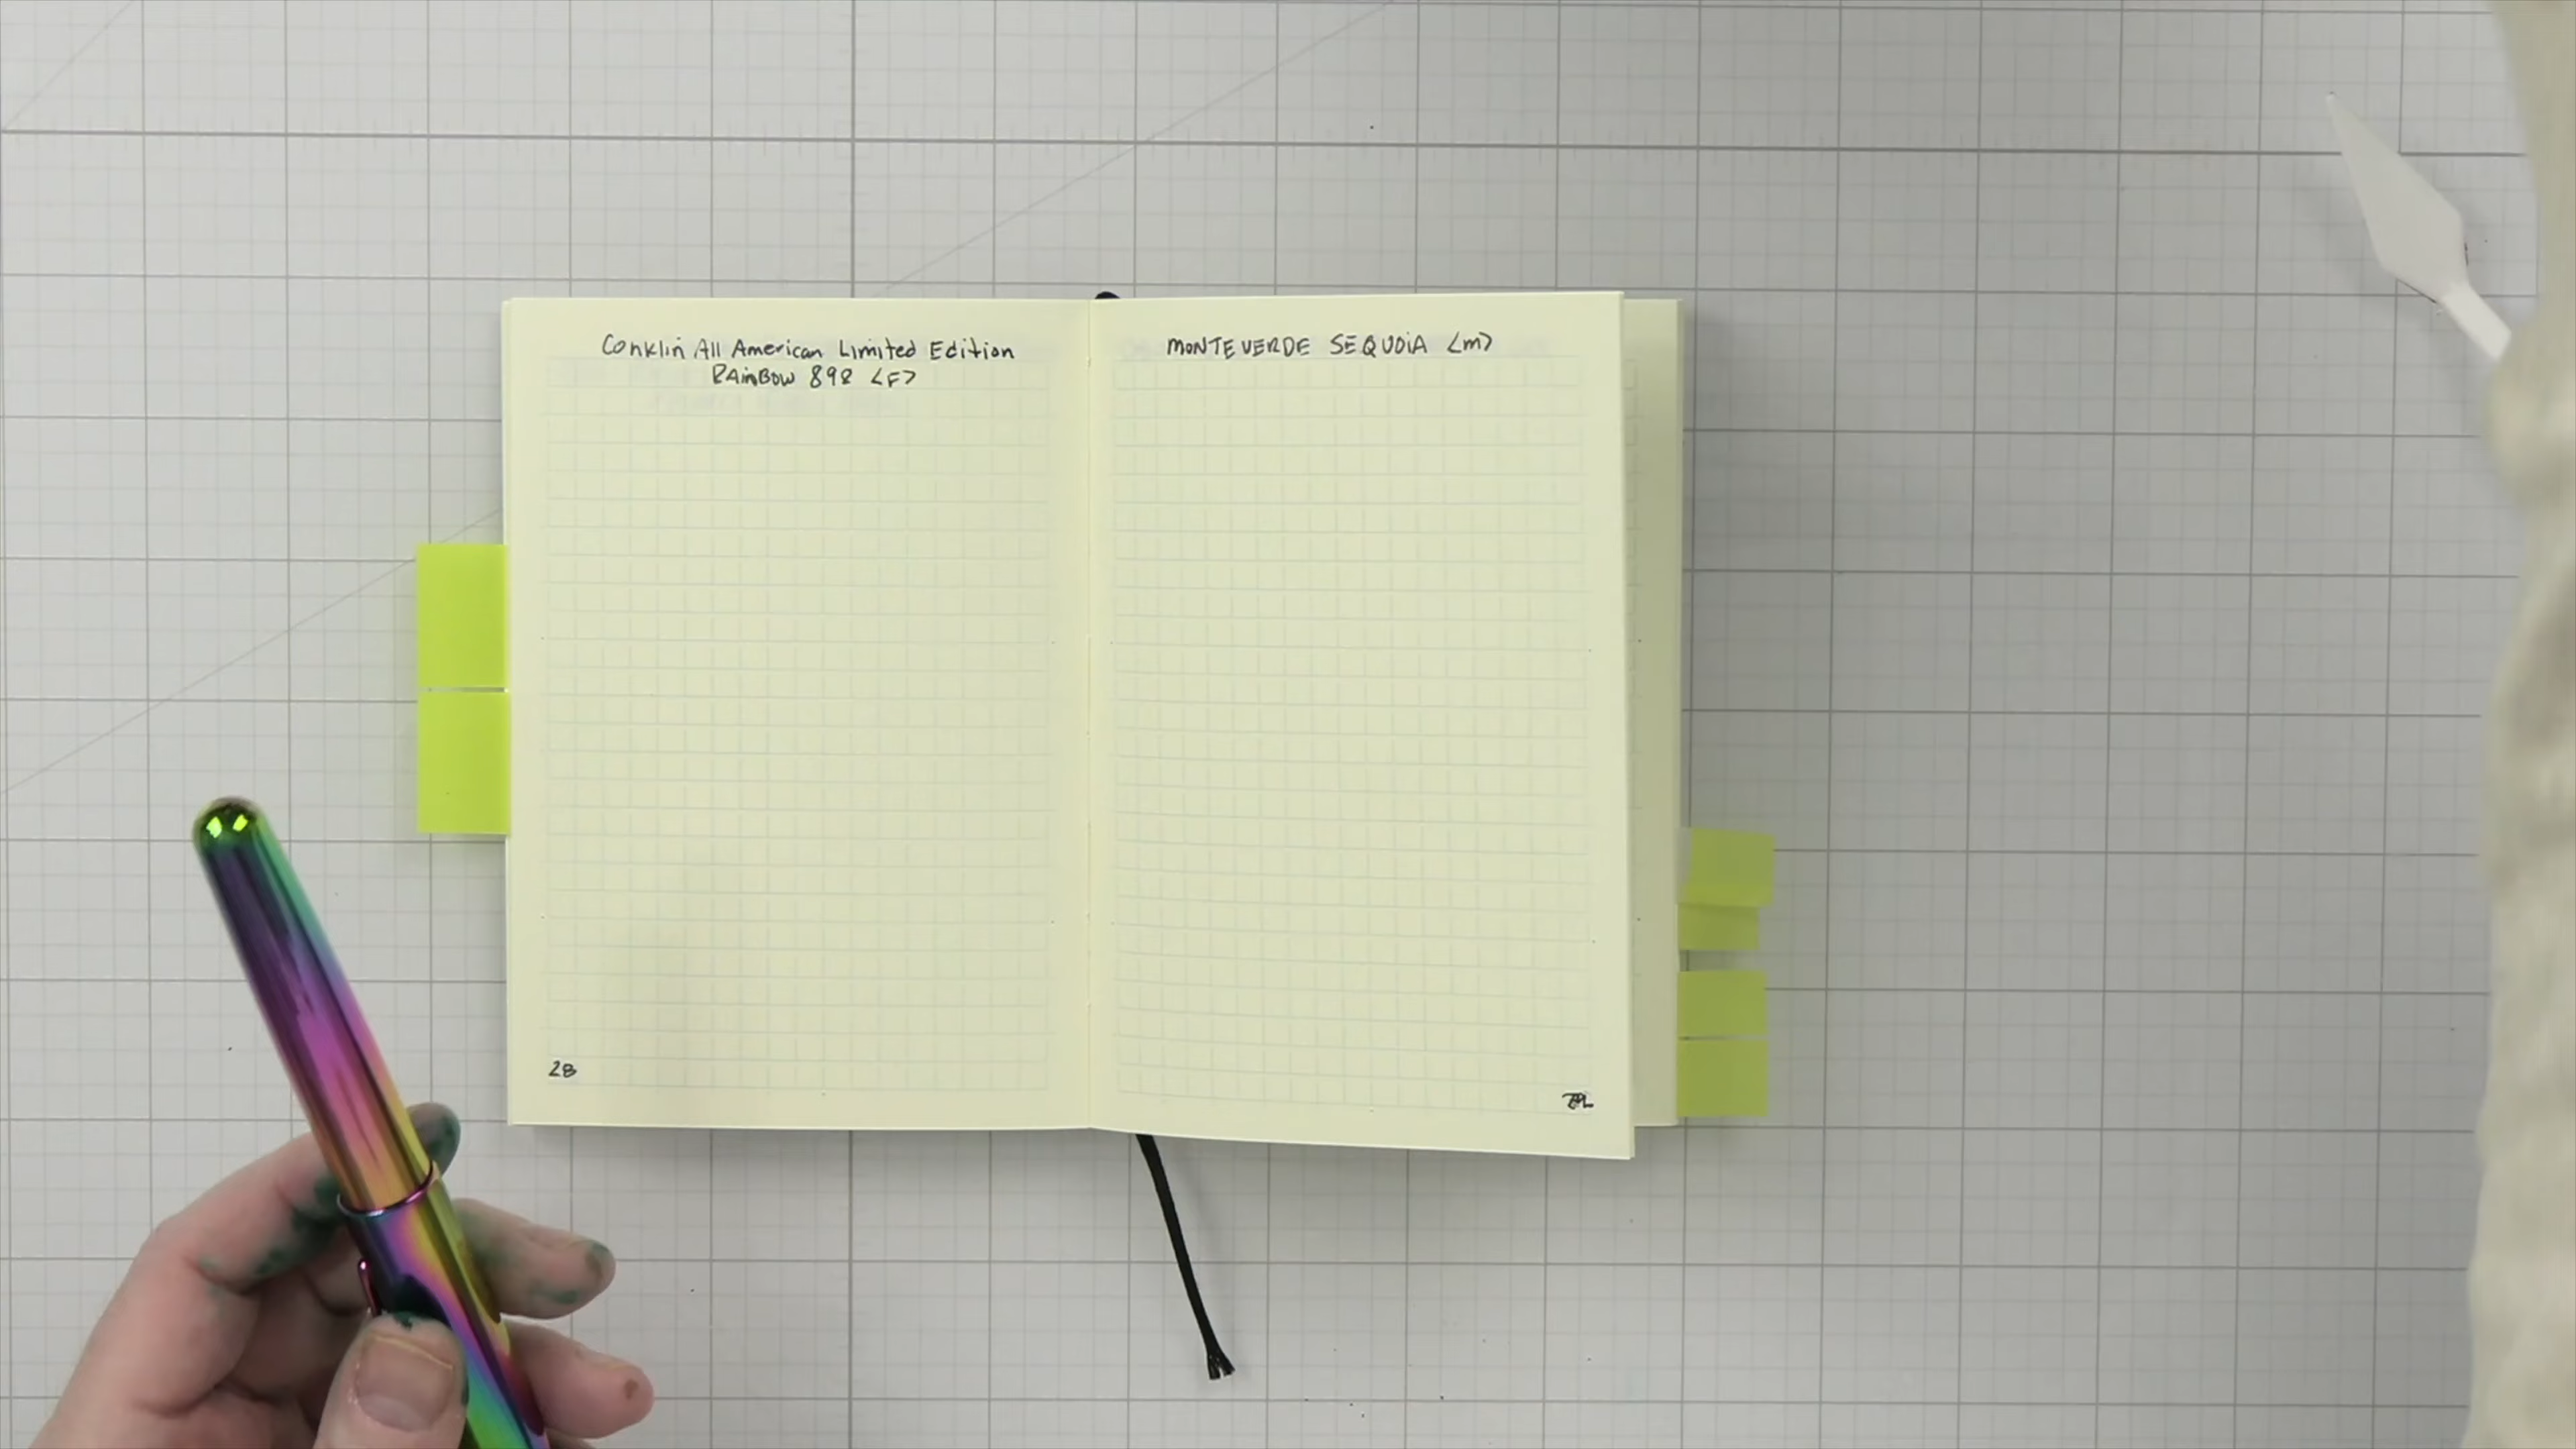 Conklin All American Limited Edition
RAinBow 898 <F>
MONTEVERDE SEQUOiA <m>
28